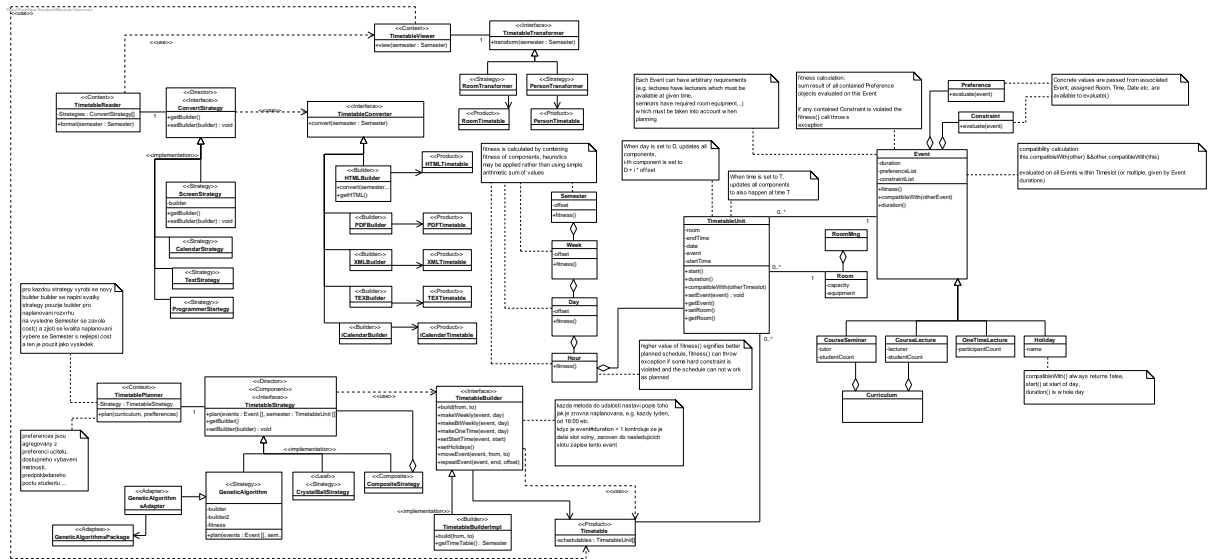 <<use>>
<<use>>
<<Context>>
TimetableViewer
+view(semester : Semester)
1
<<Interface>>
TimetableTransformer
+transform(semester : Semester)
<<Strategy>>
RoomTransformer
<<Strategy>>
PersonTransformer
<<Product>>
RoomTimetable
<<Product>>
PersonTimetable
<<Context>>
TimetableReader
-Strategies : ConvertStrategy[]
+format(semester : Semester)
1
<<Director>>
<<Interface>>
ConvertStrategy
+getBuilder()
+setBuilder(builder) : void
<<use>>
<<Interface>>
TimetableConverter
+convert(semester : Semester)
<<implementation>>
<<Strategy>>
ScreenStrategy
-builder
+getBuilder()
+setBuilder(builder) : void
<<Strategy>>
CalendarStrategy
<<Strategy>>
TextStrategy
<<Strategy>>
ProgrammerStartegy
<<Builder>>
HTMLBuilder
+convert(semester...
+getHTML()
<<Product>>
HTMLTimetable
<<Builder>>
PDFBuilder
<<Product>>
PDFTimetable
<<Builder>>
XMLBuilder
<<Product>>
XMLTimetable
<<Builder>>
TEXBuilder
<<Product>>
TEXTimetable
<<Builder>>
iCalendarBuilder
<<Product>>
iCalendarTimetable
fitness is calculated by combining
fitness of components, heuristics
may be applied rather than using simple
arithmetic sum of values
Semester
-offset
+fitness()
Week
-offset
+fitness()
Day
-offset
+fitness()
Hour
+fitness()
Each Event can have arbitrary requirements
(e.g. lectures have lecturers which must be
available at given time,
seminars have required room equipment...)
which must be taken into account when
planning
fitness calculation:
sum result of all contained Preference
objects evaluated on this Event
if any contained Constraint is violated the
fitness() call throws
exception
Preference
+evaluate(event)
Constraint
+evaluate(event)
Concrete values are passed from associated
Event, assigned Room, Time, Date etc. are
available to evaluate()
compatibility calculation:
this.compatibleWith(other) &&other.compatibleWith(this)
evaluated on all Events within Timeslot (or multiple, given by Event
durations)
When day is set to D, updates all
components,
i-th component is set to
D + i * offset
When time is set to T,
updates all components
to also happen at time T
Event
-duration
-preferenceList
-constraintList
+fitness()
+compatibleWith(otherEvent)
+duration()
TimetableUnit
-room
-endTime
-date
-event
-startTime
+start()
+duration()
+compatibleWith(otherTimeslot)
+setEvent(event) : void
+getEvent()
+setRoom()
+getRoom()
0..*
1
0..*
1
0..*
RoomMng
Room
-capacity
-equipment
CourseSeminar
-tutor
-studentCount
CourseLecture
-lecturer
-studentCount
OneTimeLecture
-participantCount
Holiday
-name
Curriculum
compatibleWith() always returns false,
start() at start of day,
duration() is whole day
higher value of fitness() signifies better
planned schedule, fitness() can throw
exception if some hard constraint is
violated and the schedule can not work
as planned
pro kazdou strategy vyrobi se novy
builder builder se naplni svatky
strategy pouzije builder pro
naplanovani rozvrhu
na vysledne Semester se zavola
cost() a zjisti se kvalita naplanovani
vybere se Semester s nejlepsi cost
a ten je pouzit jako vysledek
<<Context>>
TimetablePlanner
-Strategy : TimetableStrategy
+plan(curriculum, preferences)
1
preferences jsou
agregovany z
preferenci ucitelu,
dostupneho vybaveni
mistnosti,
predpokladaneho
poctu studentu ...
<<Director>>
<<Component>>
<<Interface>>
TimetableStrategy
+plan(events : Event [], semester : TimetableUnit []
+getBuilder()
+setBuilder(builder) : void
<<use>>
<<implementation>>
<<Strategy>>
GeneticAlgorithm
-builder
-builder2
-fitness
+plan(events : Event [], sem...
<<Leaf>>
<<Strategy>>
CrystalBallStrategy
<<Composite>>
CompositeStrategy
<<Adapter>>
GeneticAlgorithm
sAdapter
<<Adaptee>>
GeneticAlgorithmsPackage
<<Interface>>
TimetableBuilder
+build(from, to)
+makeWeekly(event, day)
+makeBiWeekly(event, day)
+makeOneTime(event, day)
+setStartTime(event, start)
+setHolidays()
+moveEvent(event, from, to)
+repeatEvent(event, end, offset)
kazda metoda do udalosti nastavi popis toho
jak je zrovna naplanovana, e.g. kazdy tyden,
od 18:00 etc.
kdyz je event#duration > 1 kontroluje ze je
dalsi slot volny, zaroven do nasledujicich
slotu zapise tento event
<<use>>
<<implementation>>
<<Builder>>
TimetableBuilderImpl
+build(from, to)
+getTimeTable() : Semester
<<Product>>
Timetable
-schedulables : TimetableUnit[]